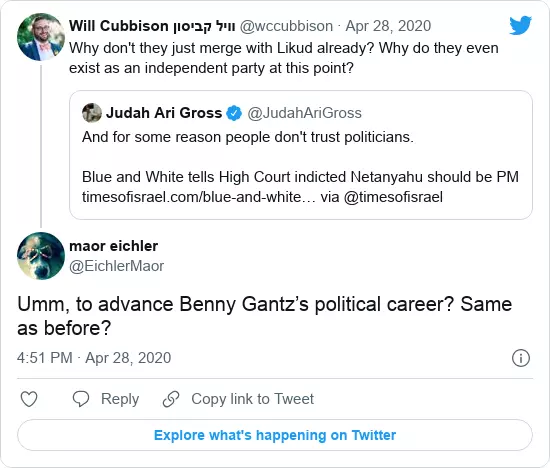 Will Cubbison וויל קביסון @wccubbison · Apr 28, 2020
Why don't they just merge with Likud already? Why do they even
exist as an independent party at this point?
Judah Ari Gross @JudahAriGross
And for some reason people don't trust politicians.
Blue and White tells High Court indicted Netanyahu should be PM
timesofisrael.com/blue-and-white… via @timesofisrael
maor eichler
@EichlerMaor
Umm, to advance Benny Gantz’s political career? Same
as before?
4:51 PM · Apr 28, 2020
Reply
Copy link to Tweet
Explore what's happening on Twitter